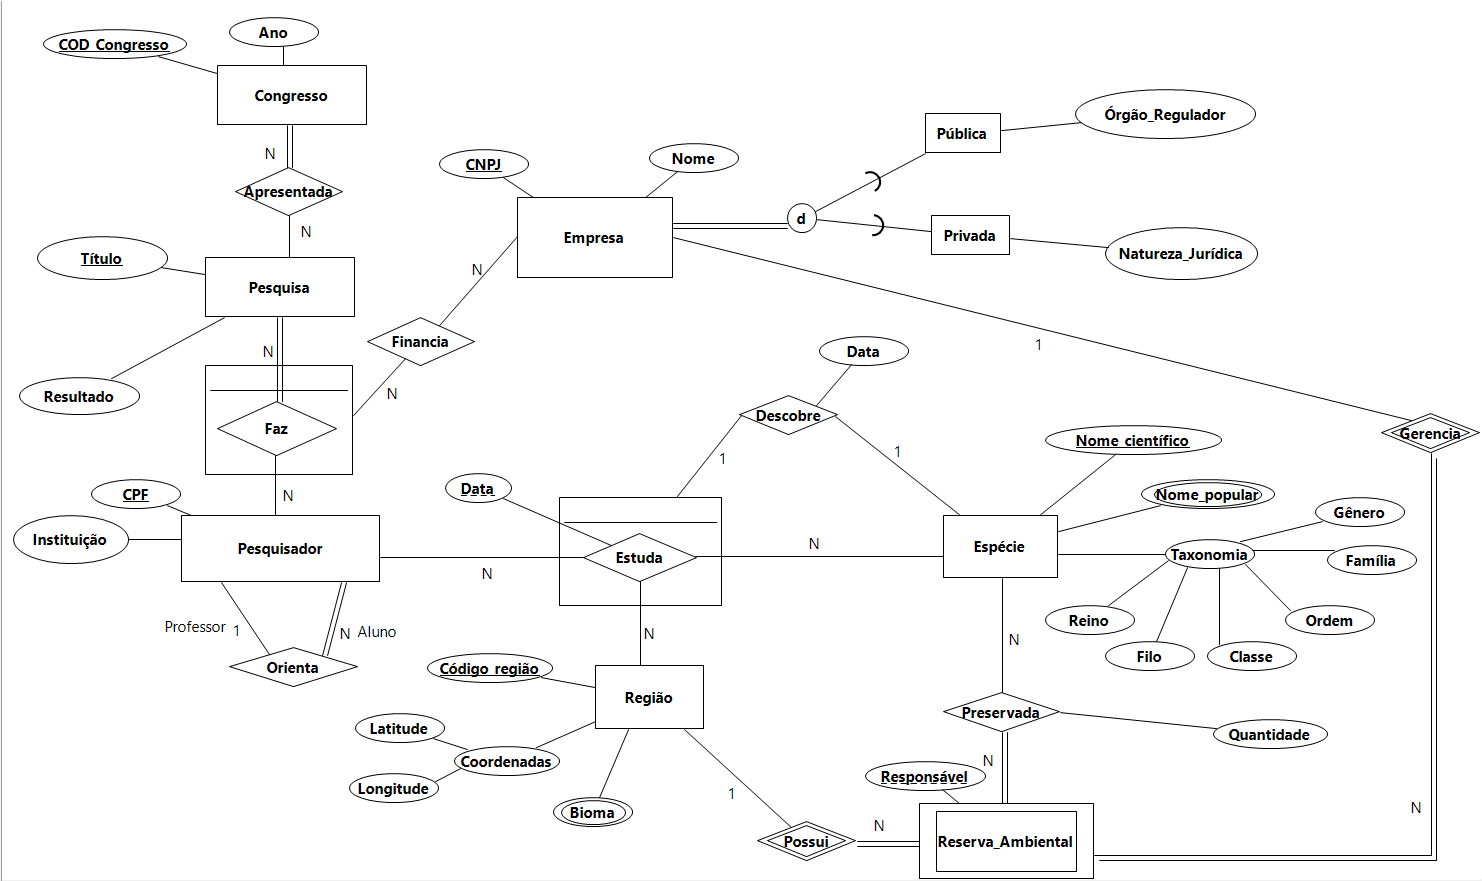 Ano
COD_Congresso
Congresso
N
Apresentada
N
Título
Pesquisa
Resultado
N
Faz
N
CPF
Instituição
Pesquisador
Professor
1
N
Aluno
Orienta
CNPJ
Nome
Empresa
N
Financia
N
d
Pública
Órgão_Regulador
Privada
Natureza_Jurídica
1
Gerencia
N
Data
Descobre
1
1
Data
Estuda
N
N
N
Nome_científico
Nome_popular
Espécie
Taxonomia
Gênero
Família
Ordem
Classe
Filo
Reino
N
Preservada
Quantidade
N
Código_região
Região
Latitude
Coordenadas
Longitude
Bioma
1
Possui
N
Responsável
Reserva_Ambiental